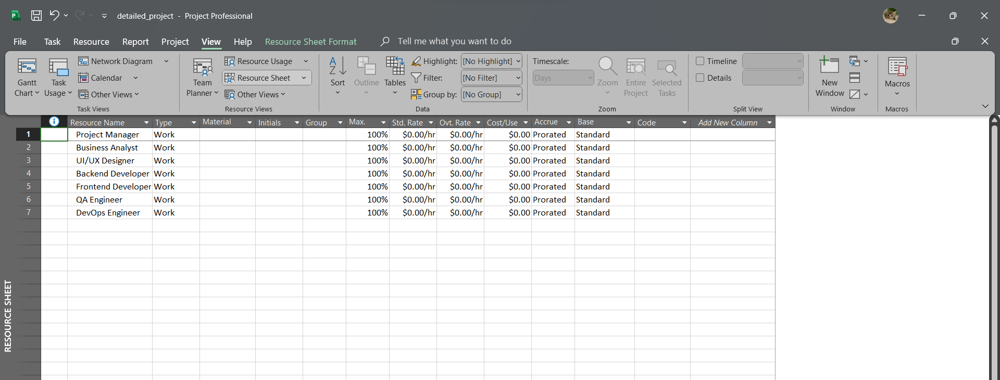 detailed_project - Project Professional
File Task Resource Report Project View Help Resource Sheet Format Tell me what you want to do
Gantt Chart
Task Usage
Network Diagram
Calendar
Other Views
Task Views
Team Planner
Resource Usage
Resource Sheet
Other Views
Resource Views
Sort
Outline
Tables
Highlight: [No Highlight]
Filter: [No Filter]
Group by: [No Group]
Data
Timescale:
Days
Zoom
Entire Project
Selected Tasks
Zoom
Timeline
Details
Split View
New Window
Window
Macros
Macros
Resource Name Type Material Initials Group Max. Std. Rate Ovt. Rate Cost/Use Accrue Base Code Add New Column
1 Project Manager Work 100% $0.00/hr $0.00/hr $0.00 Prorated Standard
2 Business Analyst Work 100% $0.00/hr $0.00/hr $0.00 Prorated Standard
3 UI/UX Designer Work 100% $0.00/hr $0.00/hr $0.00 Prorated Standard
4 Backend Developer Work 100% $0.00/hr $0.00/hr $0.00 Prorated Standard
5 Frontend Developer Work 100% $0.00/hr $0.00/hr $0.00 Prorated Standard
6 QA Engineer Work 100% $0.00/hr $0.00/hr $0.00 Prorated Standard
7 DevOps Engineer Work 100% $0.00/hr $0.00/hr $0.00 Prorated Standard
RESOURCE SHEET